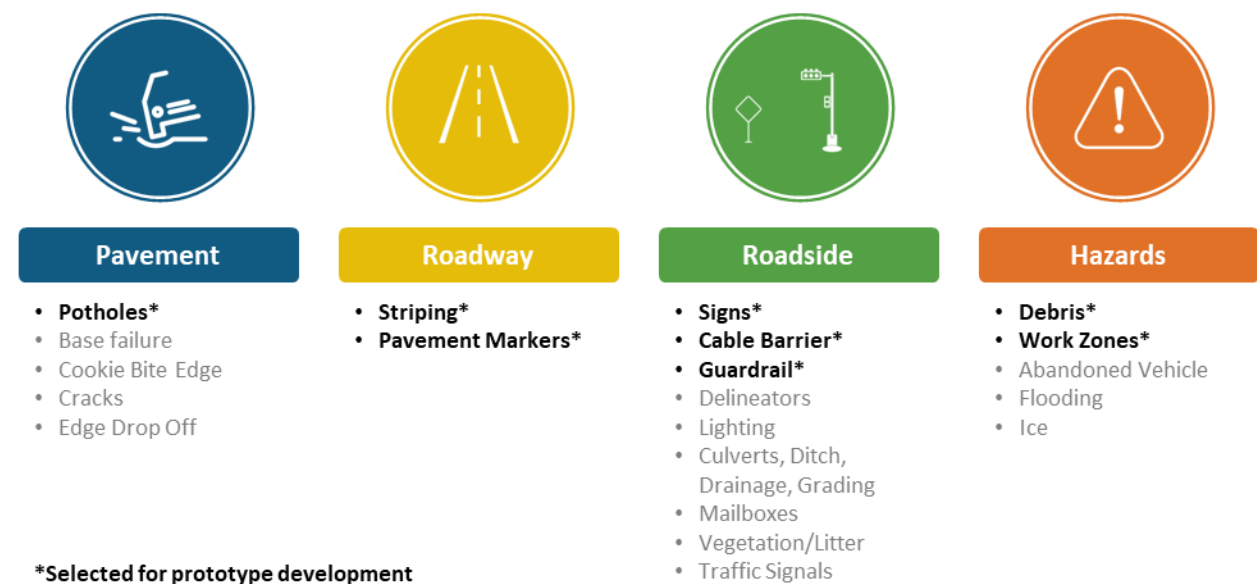 Pavement
• Potholes*
• Base failure
• Cookie Bite Edge
• Cracks
• Edge Drop Off
Roadway
• Striping*
• Pavement Markers*
Roadside
• Signs*
• Cable Barrier*
• Guardrail*
• Delineators
• Lighting
• Culverts, Ditch,
Drainage, Grading
• Mailboxes
• Vegetation/Litter
• Traffic Signals
Hazards
• Debris*
• Work Zones*
• Abandoned Vehicle
• Flooding
• Ice
*Selected for prototype development